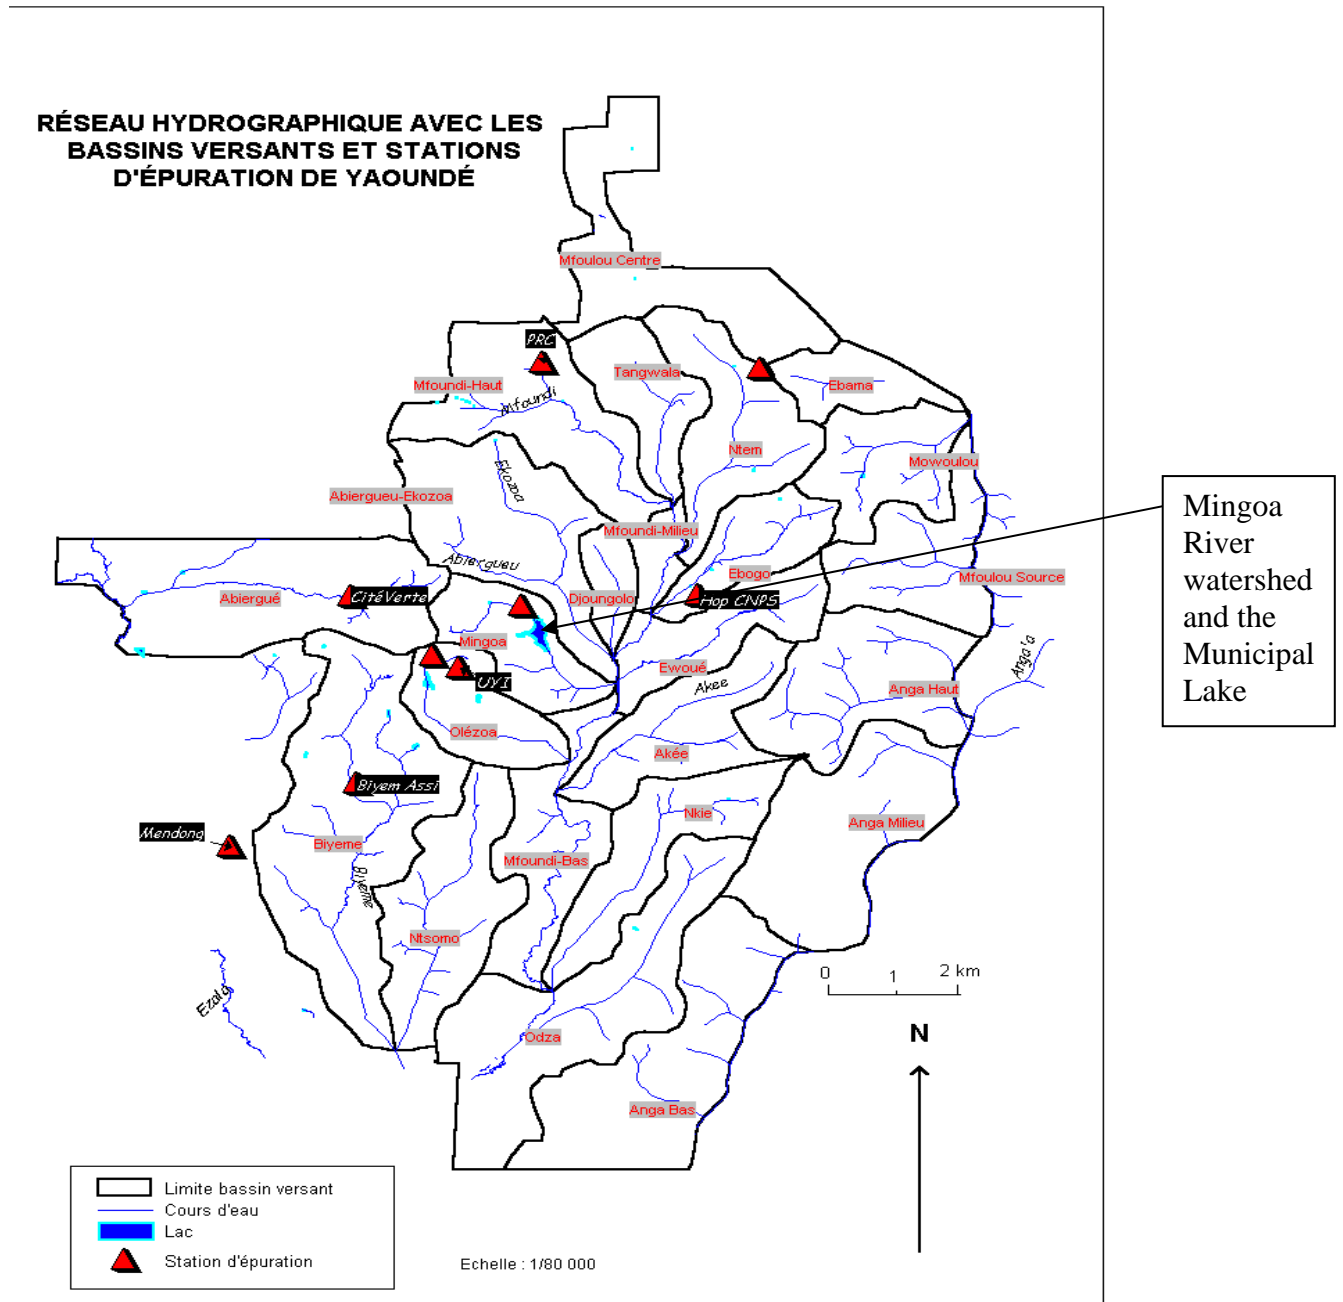 RÉSEAU HYDROGRAPHIQUE AVEC LES
BASSINS VERSANTS ET STATIONS
D'ÉPURATION DE YAOUNDÉ
Mfoulou Centre
PRC
Mfoundi-Haut
Mfoundi
Tangwala
Ebama
Ntem
Mowoulou
Ekozoa
Abiergueu-Ekozoa
Mfoundi-Milieu
Abiergueu
Ebogo
Mfoulou Source
Abiergué
CitéVerte
Djoungolo
Hop CNPS
Mingoa
UYI
Evvoué
Akee
Anga Haut
Anga'a
Olézoa
Akée
Biyem Assi
Nkie
Anga Milieu
Mendong
Biyeme
Biyeme
Mfoundi-Bas
Ntsomo
Ezala
Odza
Anga Bas
0 1 2 km
N
Mingoa
River
watershed
and the
Municipal
Lake
Limite bassin versant
Cours d'eau
Lac
Station d'épuration
Echelle : 1/80 000